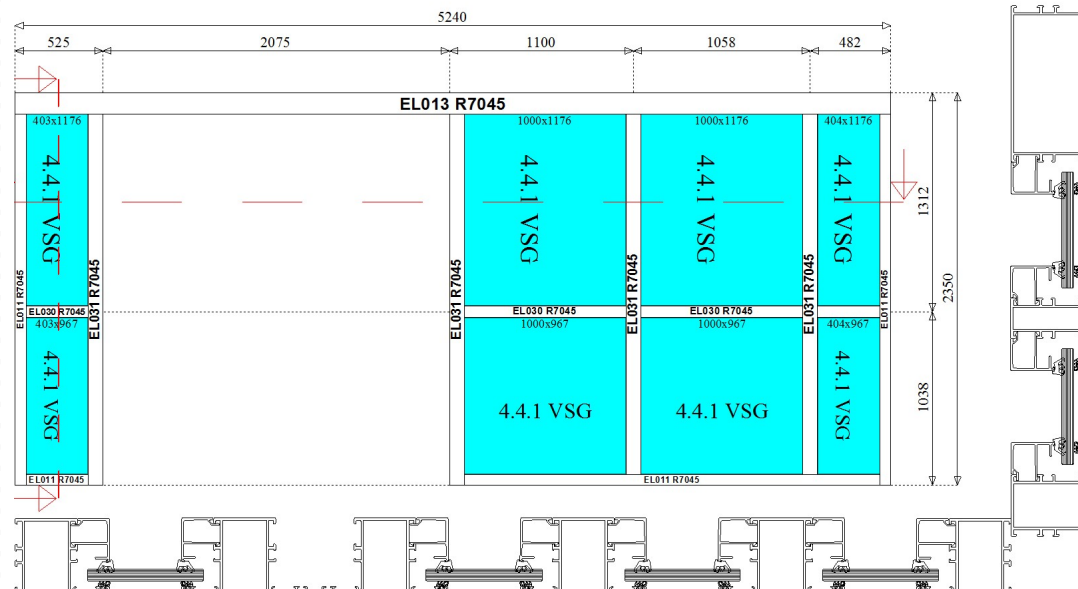 5240
525 2075 1100 1058 482
EL013 R7045
403x1176 1000x1176 1000x1176 404x1176
4.4.1 VSG 4.4.1 VSG 4.4.1 VSG 4.4.1 VSG
1312
2350
EL011 R7045 EL031 R7045 EL031 R7045 EL031 R7045 EL031 R7045 EL011 R7045
EL030 R7045 EL030 R7045 EL030 R7045
403x967 1000x967 1000x967 404x967
4.4.1 VSG 4.4.1 VSG 4.4.1 VSG 4.4.1 VSG
1038
EL011 R7045 EL011 R7045